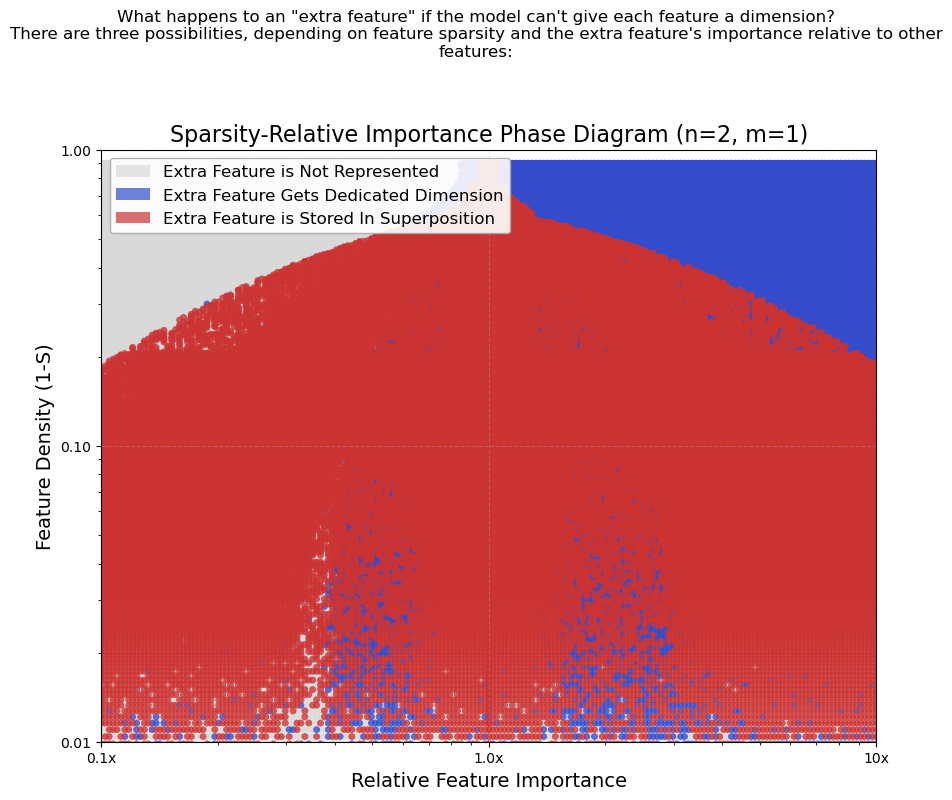 What happens to an "extra feature" if the model can't give each feature a dimension?
There are three possibilities, depending on feature sparsity and the extra feature's importance relative to other
features:
Sparsity-Relative Importance Phase Diagram (n=2, m=1)
1.00
Extra Feature is Not Represented
Extra Feature Gets Dedicated Dimension
Extra Feature is Stored In Superposition
Feature Density (1-S)
0.10
0.01
0.1x
1.0x
10x
Relative Feature Importance